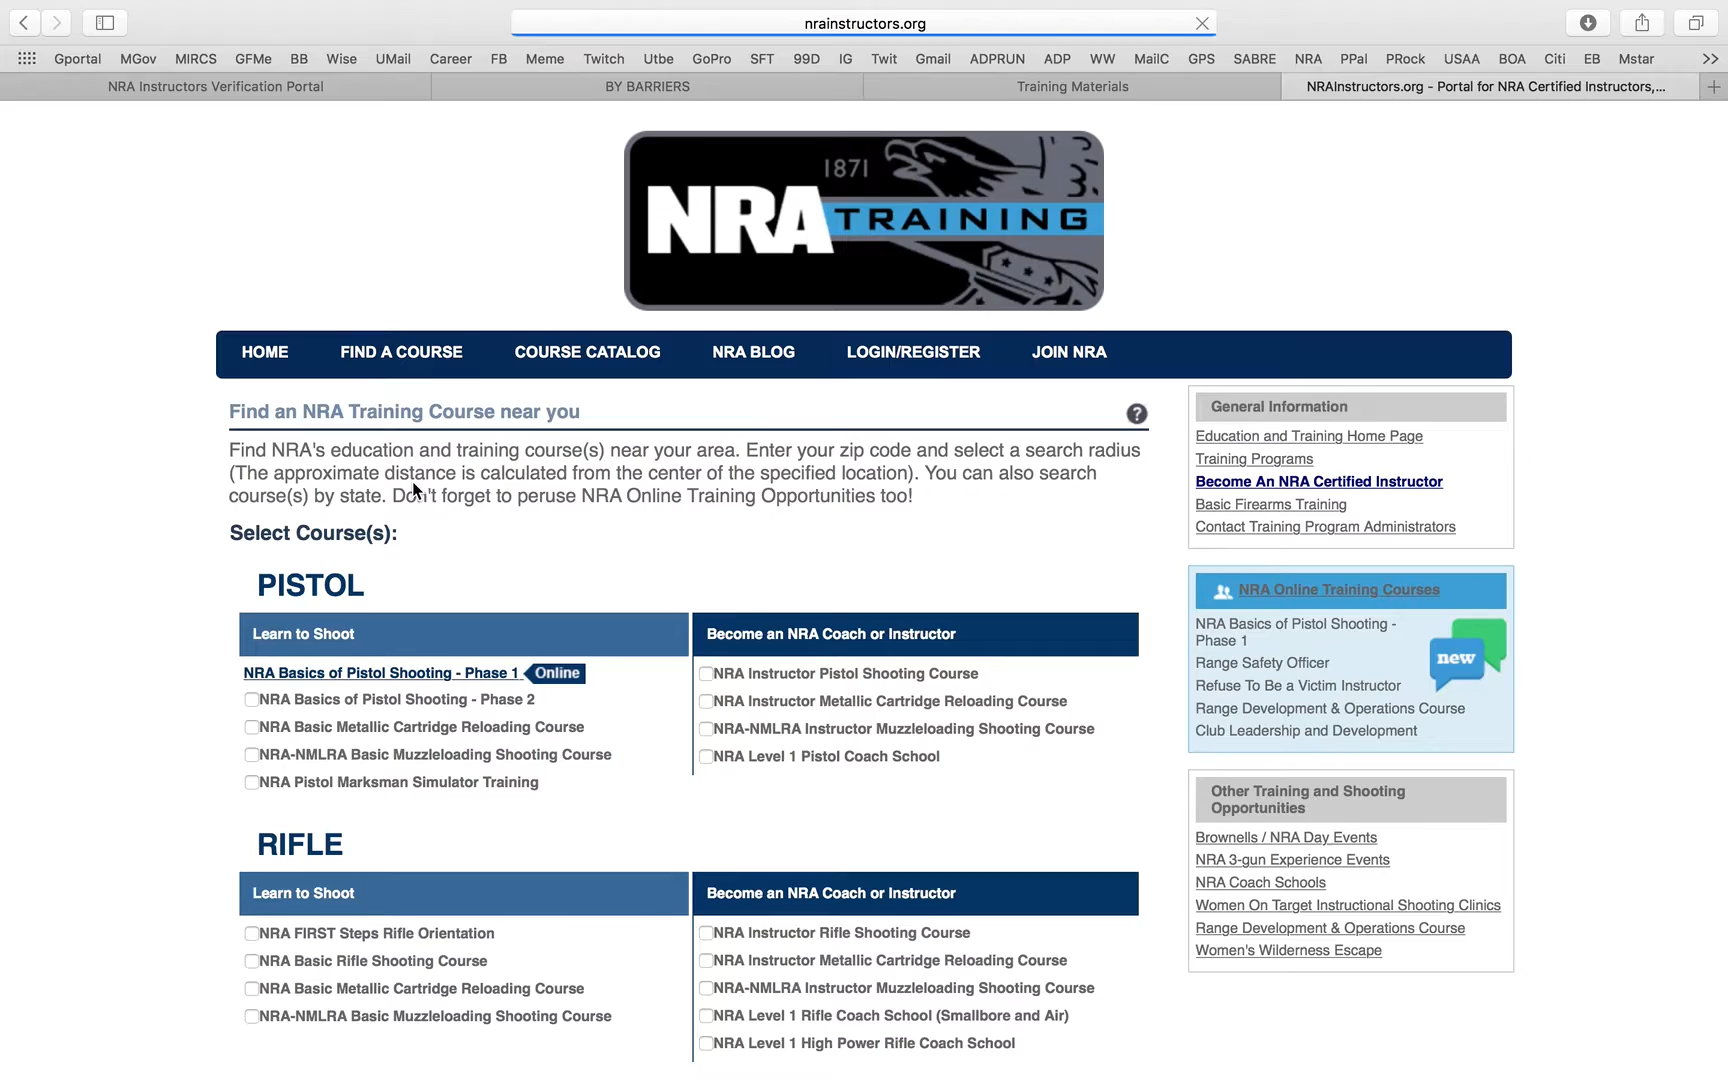 nrainstructors.org
Gportal MGov MIRCS GFMe BB Wise UMail Career FB Meme Twitch Utbe GoPro SFT 99D IG Twit Gmail ADPRUN ADP WW MailC GPS SABRE NRA PPal PRock USAA BOA Citi EB Mstar >>
NRA Instructors Verification Portal BY BARRIERS Training Materials NRAInstructors.org - Portal for NRA Certified Instructors,...
1871
NRA TRAINING
HOME FIND A COURSE COURSE CATALOG NRA BLOG LOGIN/REGISTER JOIN NRA
Find an NRA Training Course near you ?
Find NRA's education and training course(s) near your area. Enter your zip code and select a search radius
(The approximate distance is calculated from the center of the specified location). You can also search
course(s) by state. Don't forget to peruse NRA Online Training Opportunities too!
Select Course(s):
PISTOL
Learn to Shoot
NRA Basics of Pistol Shooting - Phase 1 Online
NRA Basics of Pistol Shooting - Phase 2
NRA Basic Metallic Cartridge Reloading Course
NRA-NMLRA Basic Muzzleloading Shooting Course
NRA Pistol Marksman Simulator Training
Become an NRA Coach or Instructor
NRA Instructor Pistol Shooting Course
NRA Instructor Metallic Cartridge Reloading Course
NRA-NMLRA Instructor Muzzleloading Shooting Course
NRA Level 1 Pistol Coach School
RIFLE
Learn to Shoot
NRA FIRST Steps Rifle Orientation
NRA Basic Rifle Shooting Course
NRA Basic Metallic Cartridge Reloading Course
NRA-NMLRA Basic Muzzleloading Shooting Course
Become an NRA Coach or Instructor
NRA Instructor Rifle Shooting Course
NRA Instructor Metallic Cartridge Reloading Course
NRA-NMLRA Instructor Muzzleloading Shooting Course
NRA Level 1 Rifle Coach School (Smallbore and Air)
NRA Level 1 High Power Rifle Coach School
General Information
Education and Training Home Page
Training Programs
Become An NRA Certified Instructor
Basic Firearms Training
Contact Training Program Administrators
NRA Online Training Courses
NRA Basics of Pistol Shooting -
Phase 1
new
Range Safety Officer
Refuse To Be a Victim Instructor
Range Development & Operations Course
Club Leadership and Development
Other Training and Shooting
Opportunities
Brownells / NRA Day Events
NRA 3-gun Experience Events
NRA Coach Schools
Women On Target Instructional Shooting Clinics
Range Development & Operations Course
Women's Wilderness Escape